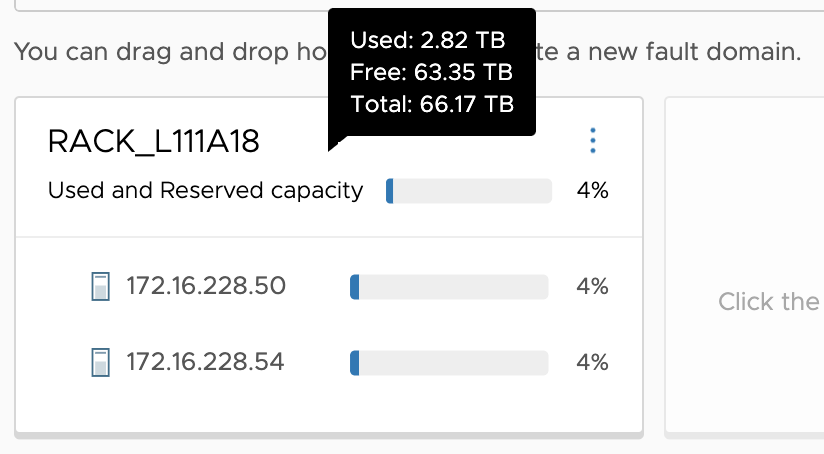 Used: 2.82 TB
Free: 63.35 TB
Total: 66.17 TB
You can drag and drop ho te a new fault domain.
RACK_L111A18
Used and Reserved capacity 4%
172.16.228.50 4%
172.16.228.54 4%
Click the